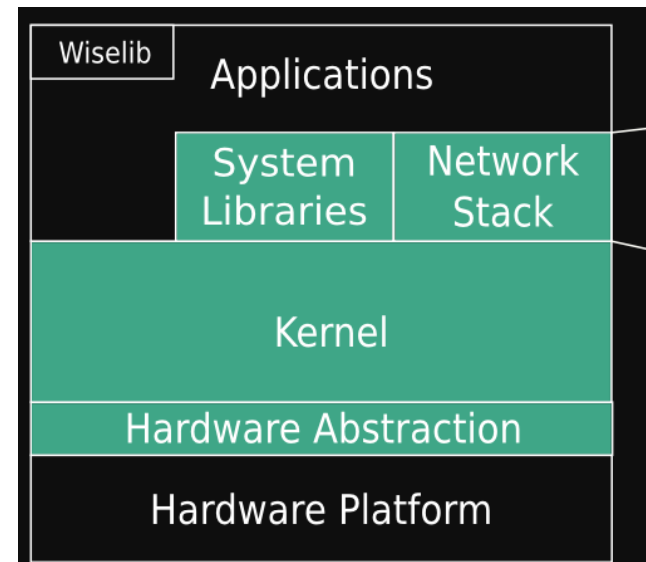 Wiselib
Applications
System
Libraries
Network
Stack
Kernel
Hardware Abstraction
Hardware Platform